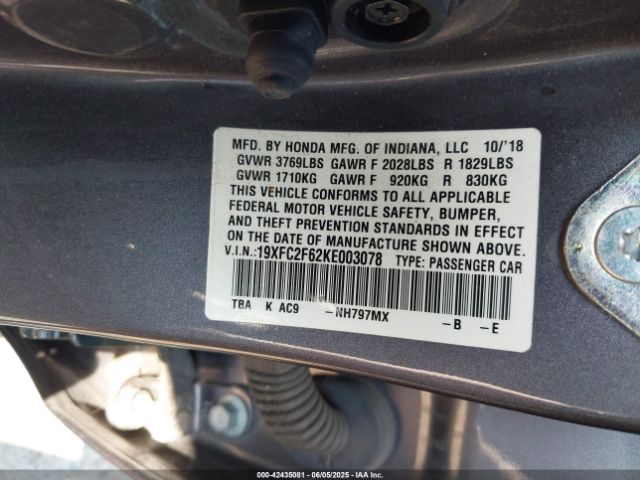 MFD. BY HONDA MFG. OF INDIANA, LLC 10/'18
GVWR 3769LBS GAWR F 2028LBS R 1829LBS
GVWR 1710KG GAWR F 920KG R 830KG
THIS VEHICLE CONFORMS TO ALL APPLICABLE
FEDERAL MOTOR VEHICLE SAFETY, BUMPER,
AND THEFT PREVENTION STANDARDS IN EFFECT
ON THE DATE OF MANUFACTURE SHOWN ABOVE.
V.I.N.:19XFC2F62KE003078 TYPE: PASSENGER CAR
TBA K AC9 -NH797MX -B -E
000-42435081 - 06/05/2025 - IAAI.COM